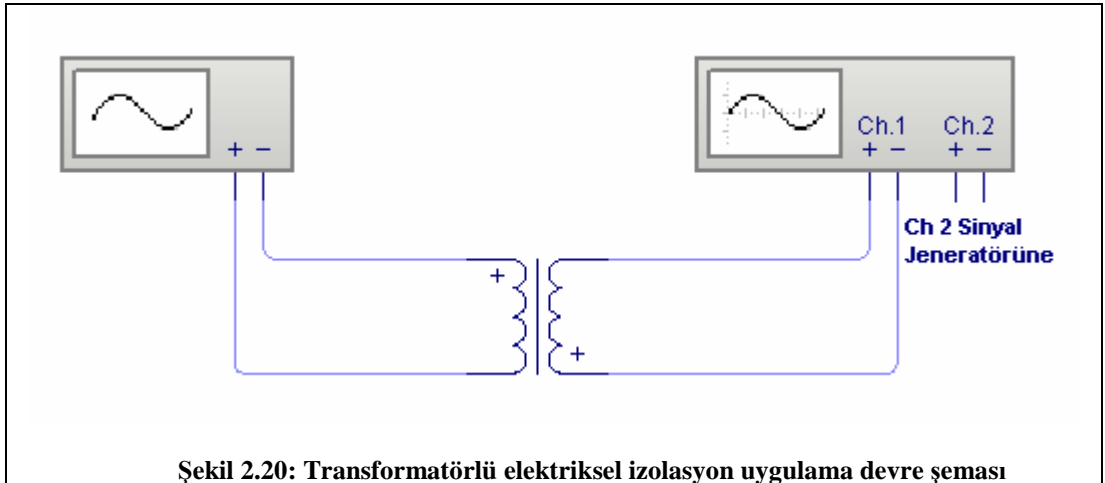 + −
Ch.1 Ch.2
+ − + −
Ch 2 Sinyal
Jeneratörüne
+
+
Şekil 2.20: Transformatörlü elektriksel izolasyon uygulama devre şeması